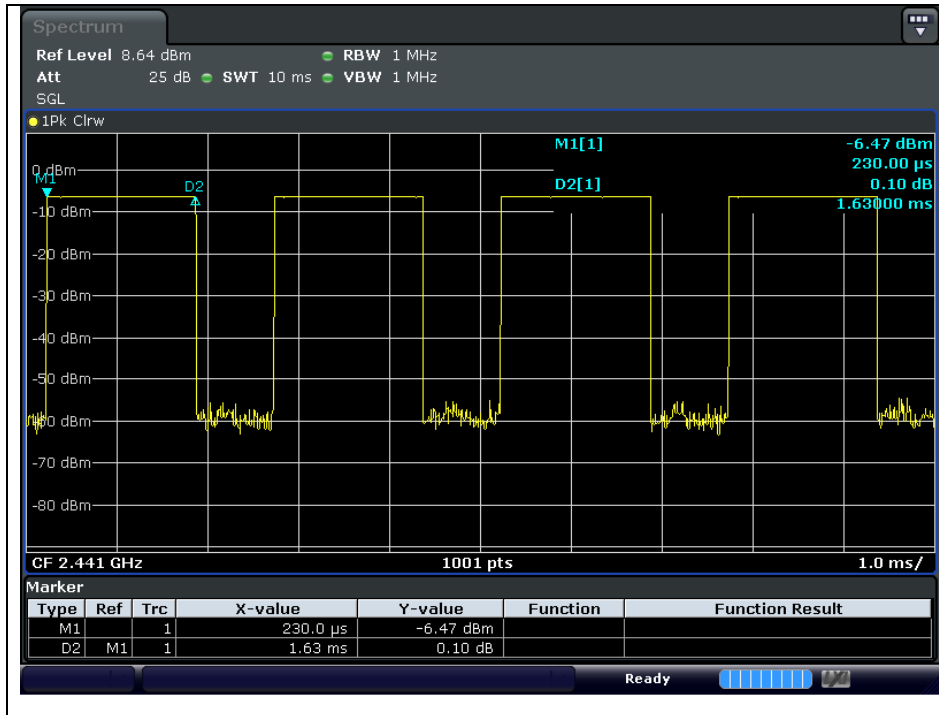 Spectrum
Ref Level 8.64 dBm RBW 1 MHz
Att 25 dB SWT 10 ms VBW 1 MHz
SGL
1Pk Clrw
M1[1] -6.47 dBm
230.00 µs
D2[1] 0.10 dB
1.63000 ms
0 dBm
M1
D2
-10 dBm
-20 dBm
-30 dBm
-40 dBm
-50 dBm
-60 dBm
-70 dBm
-80 dBm
CF 2.441 GHz 1001 pts 1.0 ms/
Marker
Type Ref Trc X-value Y-value Function Function Result
M1 1 230.0 µs -6.47 dBm
D2 M1 1 1.63 ms 0.10 dB
Ready